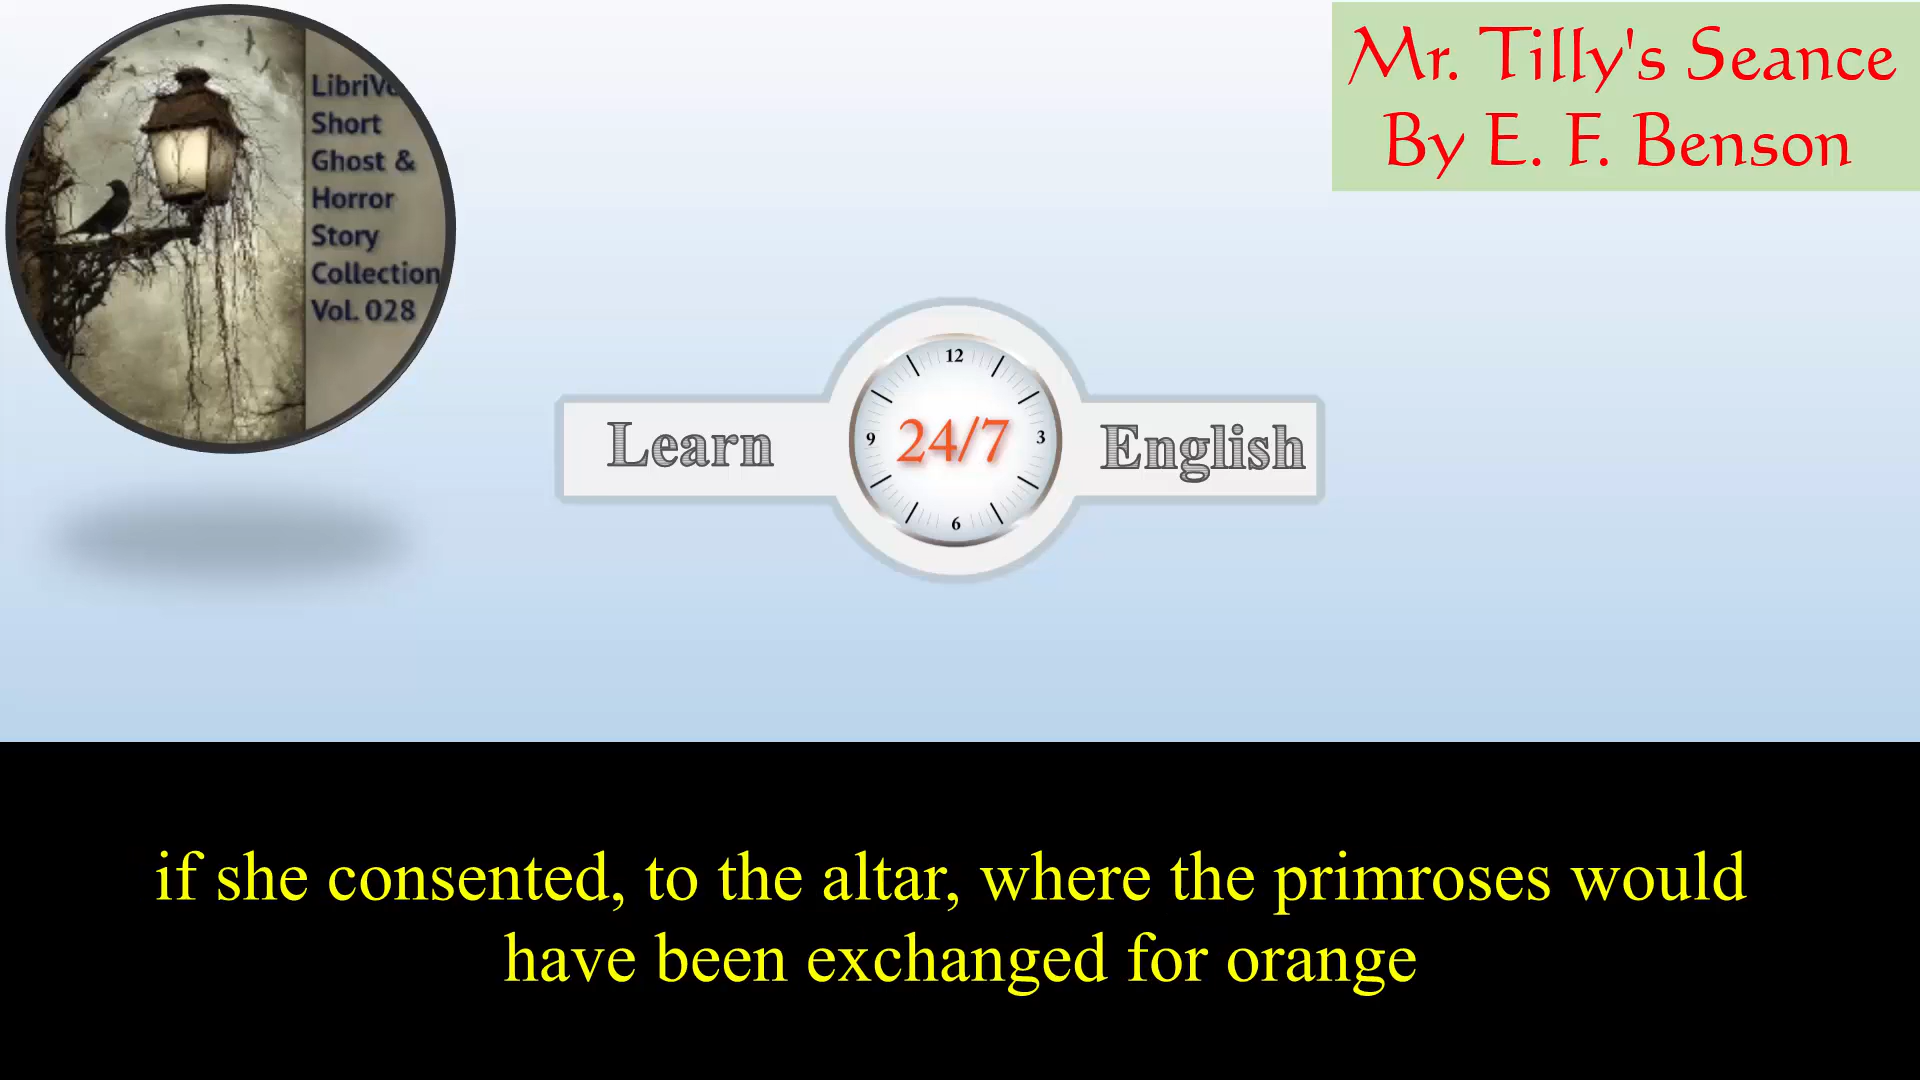 LibriVo
Short
Ghost &
Horror
Story
Collection
Vol. 028
Mr. Tilly's Seance
By E. F. Benson
Learn
12
9
24/7
3
6
English
if she consented, to the altar, where the primroses would
have been exchanged for orange